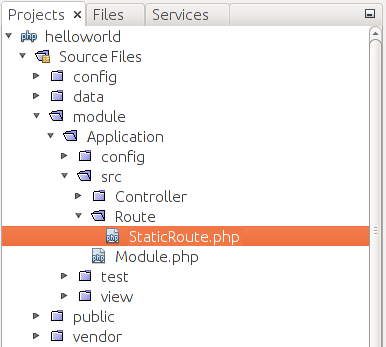 Projects Files Services
helloworld
Source Files
config
data
module
Application
config
src
Controller
Route
StaticRoute.php
Module.php
test
view
public
vendor